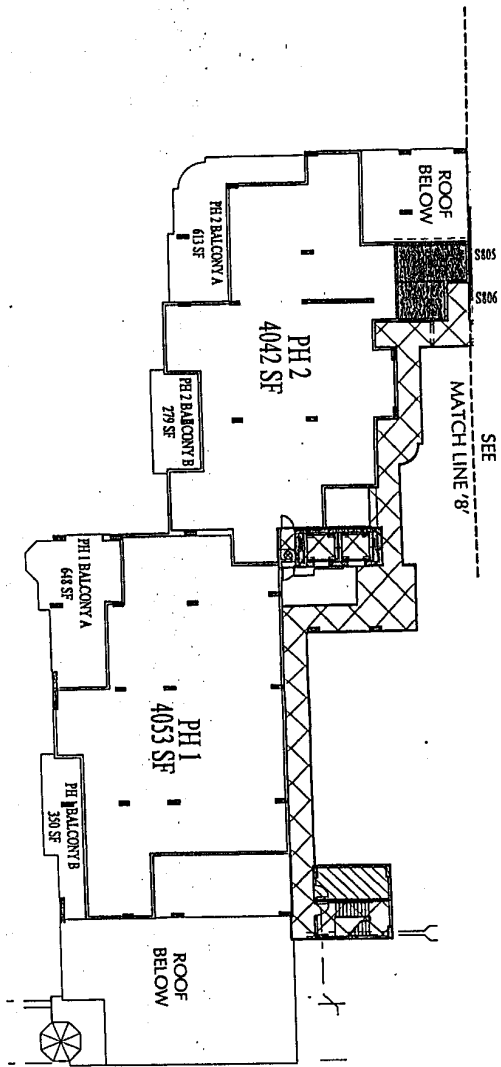 SEE
MATCH LINE '8'
S805
S806
ROOF
BELOW
PH 2 BALCONY A
613 SF
PH 2
4042 SF
PH 2 BALCONY B
279 SF
PH 1 BALCONY A
648 SF
PH 1
4053 SF
PH 1 BALCONY B
350 SF
ROOF
BELOW